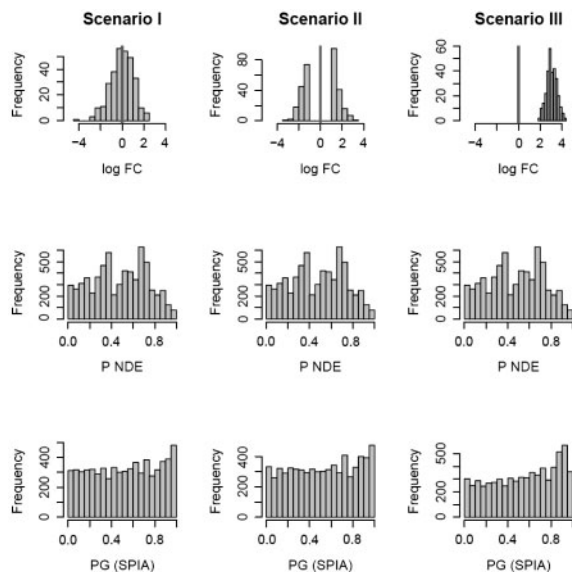 Scenario I
Scenario II
Scenario III
Frequency
0 20 40
−4 −2 0 2 4
log FC
Frequency
0 40 80
−4 −2 0 2 4
log FC
Frequency
0 20 40 60
−4 −2 0 2 4
log FC
Frequency
0 200 500
0.0 0.4 0.8
P NDE
Frequency
0 200 500
0.0 0.4 0.8
P NDE
Frequency
0 200 500
0.0 0.4 0.8
P NDE
Frequency
0 200 400
0.0 0.4 0.8
PG (SPIA)
Frequency
0 200 400
0.0 0.4 0.8
PG (SPIA)
Frequency
0 300 500
0.0 0.4 0.8
PG (SPIA)